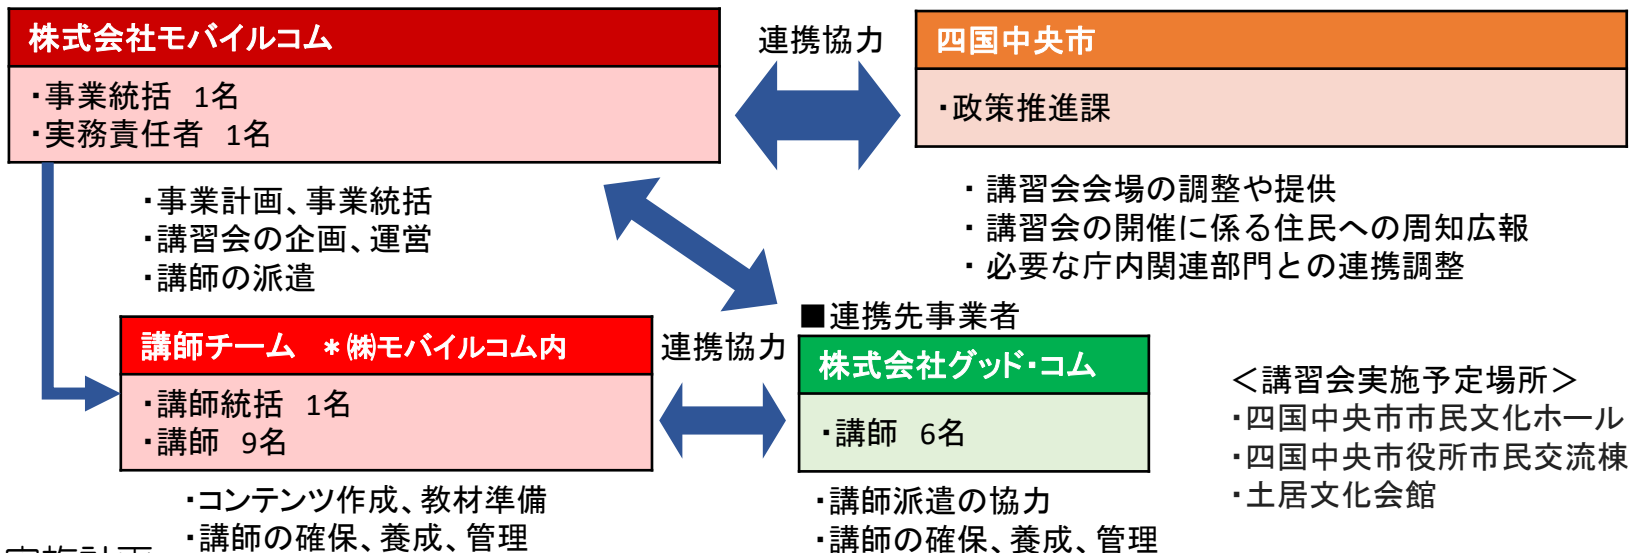 株式会社モバイルコム
・事業統括 1名
・実務責任者 1名
連携協力
四国中央市
・政策推進課
・事業計画、事業統括
・講習会の企画、運営
・講師の派遣
・講習会会場の調整や提供
・講習会の開催に係る住民への周知広報
・必要な庁内関連部門との連携調整
講師チーム ＊㈱モバイルコム内
・講師統括 1名
・講師 9名
・コンテンツ作成、教材準備
・講師の確保、養成、管理
連携協力
■連携先事業者
株式会社グッド・コム
・講師 6名
・講師派遣の協力
・講師の確保、養成、管理
＜講習会実施予定場所＞
・四国中央市市民文化ホール
・四国中央市役所市民交流棟
・土居文化会館